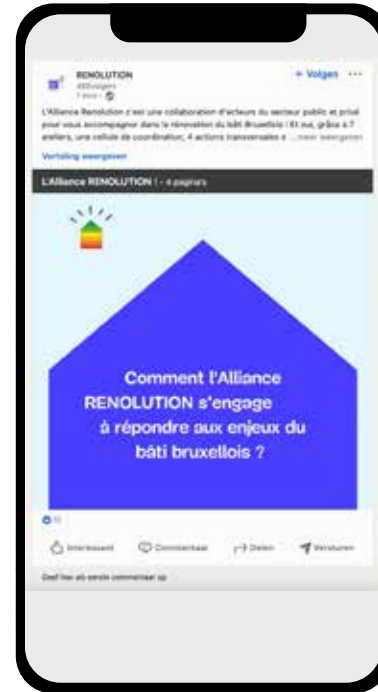 RENOLUTION
+ Volgen ...
L'Alliance Renolution c'est une collaboration d'acteurs du secteur public et privé
pour vous accompagner dans la rénovation du bâti Bruxellois ! Et oui, grâce à 7
ateliers, une cellule de coordination, 4 actions transversales e ...meer weergeven
Vertaling weergeven
L'Alliance RENOLUTION ! - 4 pagina's
Comment l'Alliance
RENOLUTION s'engage
à répondre aux enjeux du
bâti bruxellois ?
Interessant Commentaar Delen Versturen